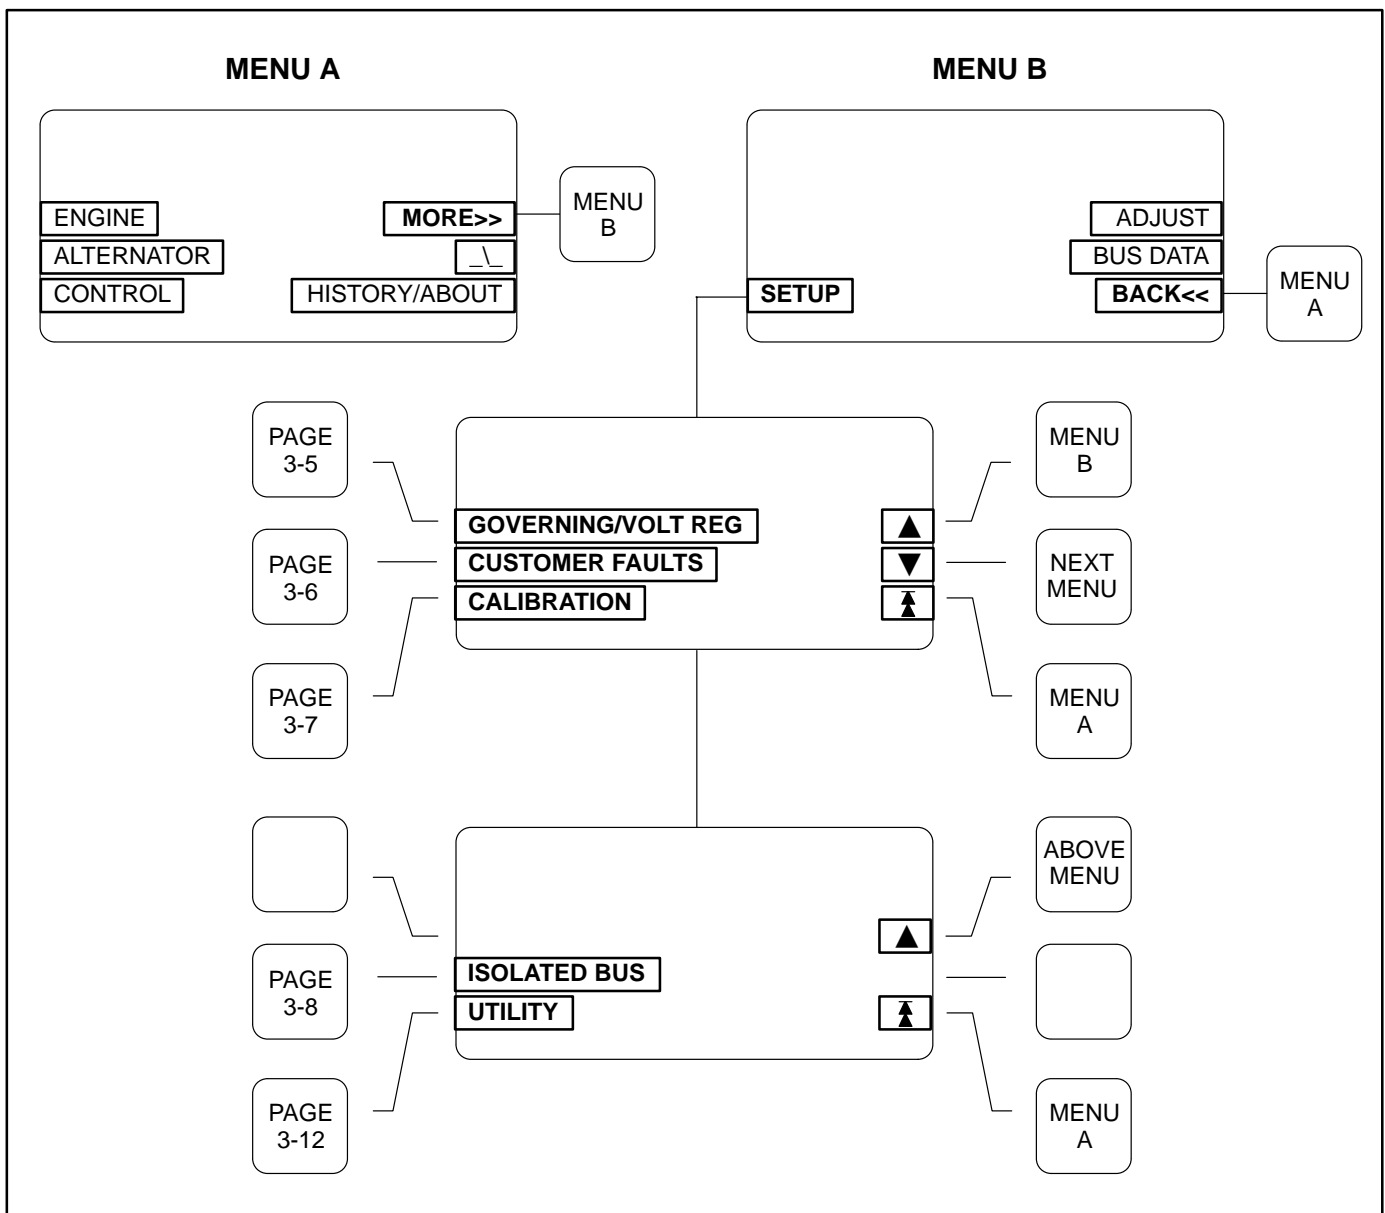 MENU A
MENU B
ENGINE
MORE>>
ALTERNATOR
_\_
CONTROL
HISTORY/ABOUT
MENU
B
ADJUST
BUS DATA
SETUP
BACK<<
MENU
A
PAGE
3-5
PAGE
3-6
PAGE
3-7
GOVERNING/VOLT REG
▲
CUSTOMER FAULTS
▼
CALIBRATION
MENU
B
NEXT
MENU
MENU
A
PAGE
3-8
PAGE
3-12
▲
ISOLATED BUS
UTILITY
ABOVE
MENU
MENU
A